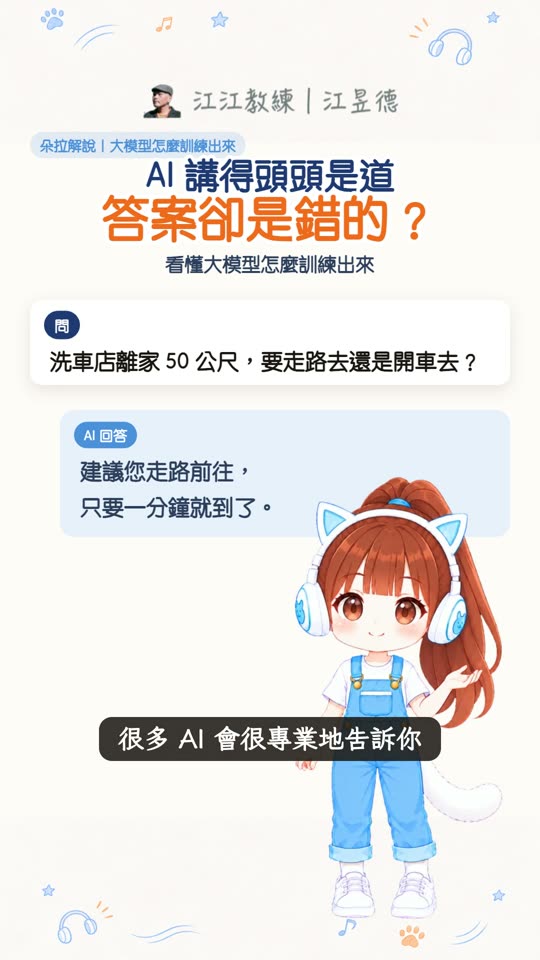 江江教練｜江昱德
朵拉解說｜大模型怎麼訓練出來
AI 講得頭頭是道
答案卻是錯的？
看懂大模型怎麼訓練出來
問
洗車店離家 50 公尺，要走路去還是開車去？
AI 回答
建議您走路前往，
只要一分鐘就到了。
很多 AI 會很專業地告訴你